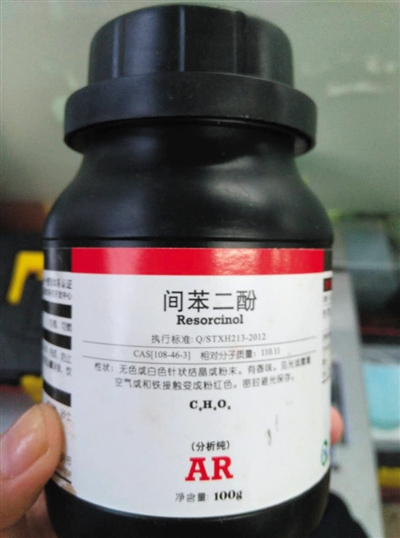 间苯二酚
Resorcinol
执行标准: Q/STXH213-2012
CAS[108-46-3] 相对分子质量: 110.11
性状: 无色或白色针状结晶或粉末。有香味。见光或露置
空气或和铁接触变成粉红色。密封避光保存。
C₆H₆O₂
(分析纯)
AR
净含量: 100g